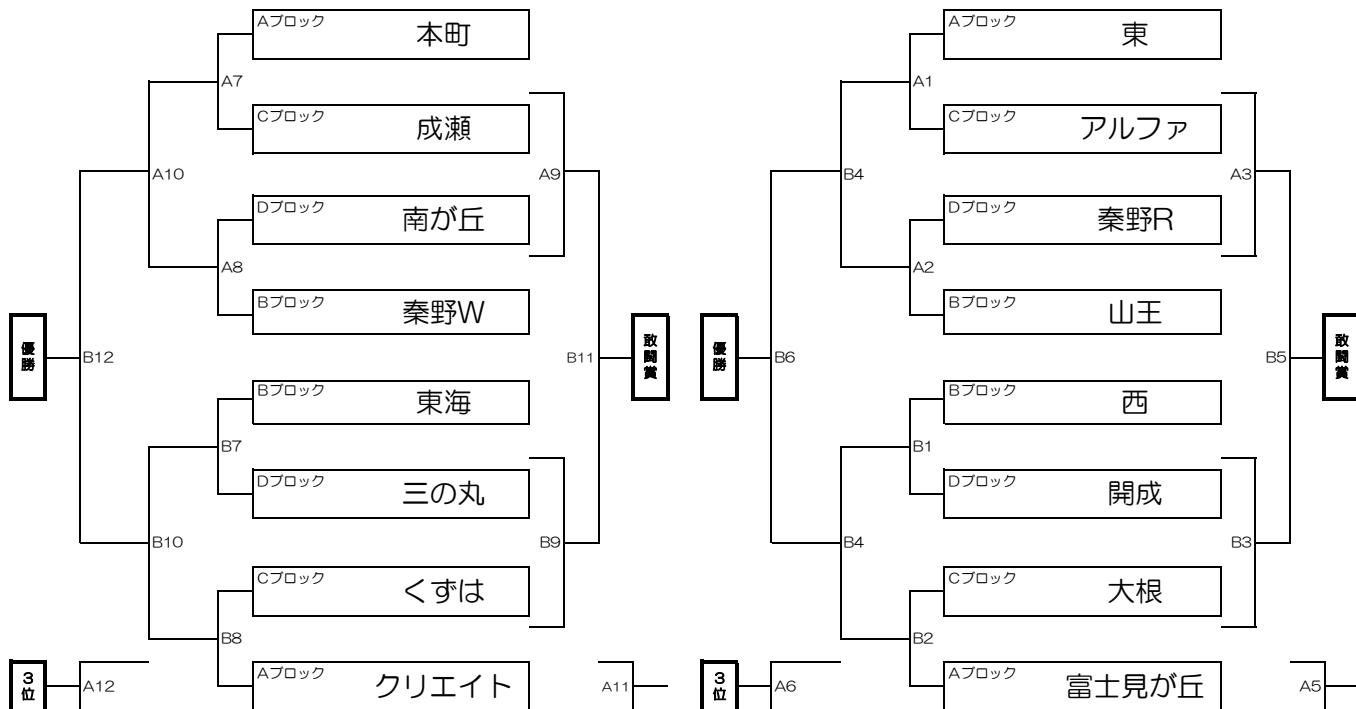 Aブロック 本町
A7
Cブロック 成瀬
A10
A9
Dブロック 南が丘
A8
Bブロック 秦野W
優勝
B12
B11
敢闘賞
Bブロック 東海
B7
Dブロック 三の丸
B10
B9
Cブロック くずは
B8
3位
A12
Aブロック クリエイト
A11
Aブロック 東
A1
Cブロック アルファ
B4
A3
Dブロック 秦野R
A2
Bブロック 山王
優勝
B6
B5
敢闘賞
Bブロック 西
B1
Dブロック 開成
B4
B3
Cブロック 大根
B2
3位
A6
Aブロック 富士見が丘
A5